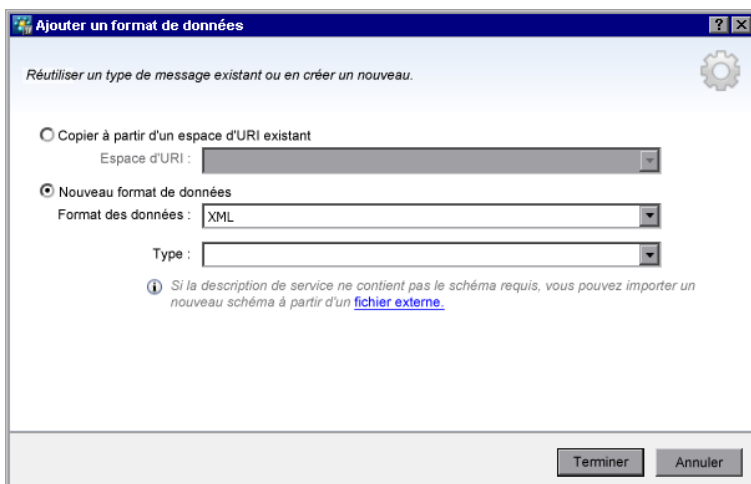 Ajouter un format de données
Réutiliser un type de message existant ou en créer un nouveau.
Copier à partir d'un espace d'URI existant
Espace d'URI :
Nouveau format de données
Format des données : XML
Type :
Si la description de service ne contient pas le schéma requis, vous pouvez importer un
nouveau schéma à partir d'un fichier externe.
Terminer Annuler